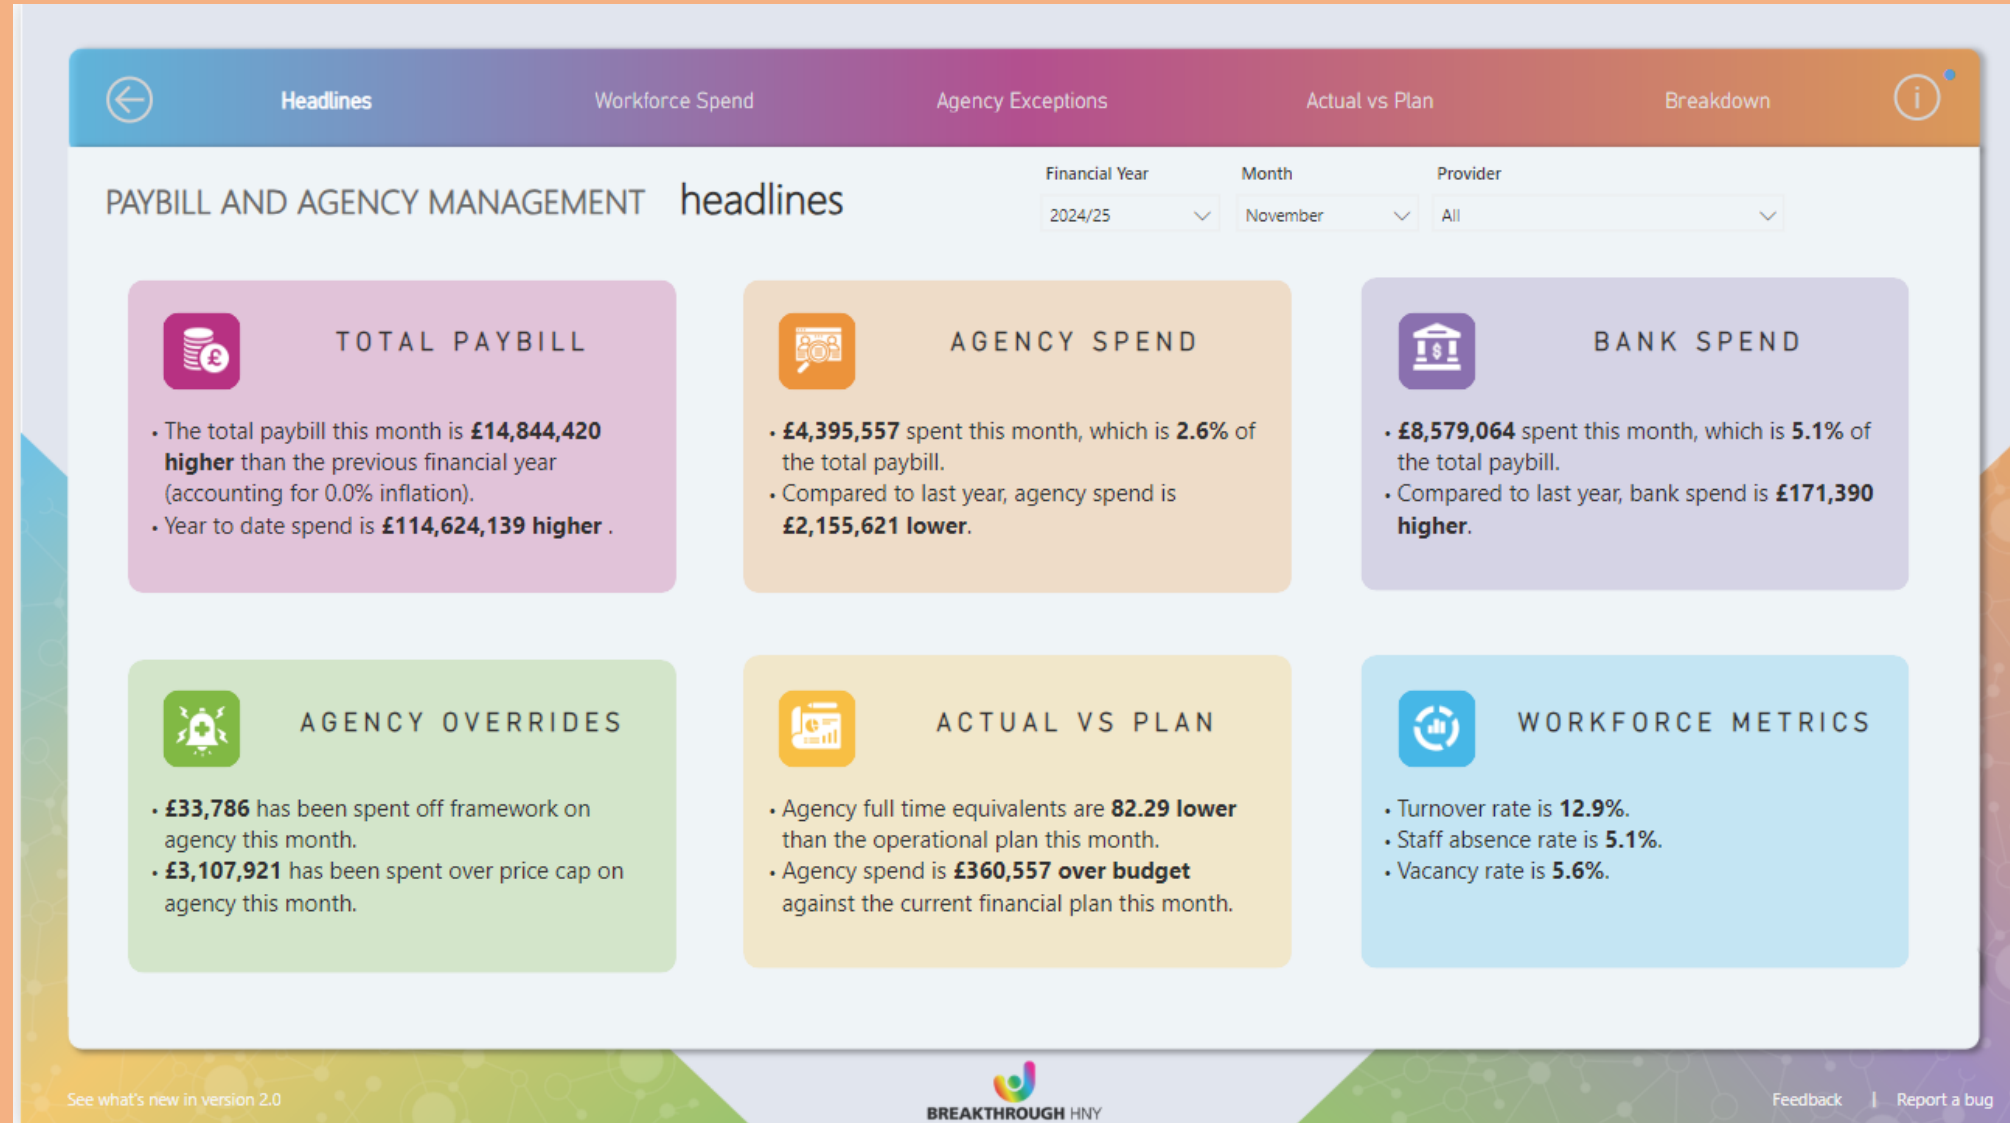 Headlines
Workforce Spend
Agency Exceptions
Actual vs Plan
Breakdown
i
PAYBILL AND AGENCY MANAGEMENT headlines
Financial Year
Month
Provider
2024/25
November
All
TOTAL PAYBILL
• The total paybill this month is £14,844,420
higher than the previous financial year
(accounting for 0.0% inflation).
• Year to date spend is £114,624,139 higher .
AGENCY SPEND
• £4,395,557 spent this month, which is 2.6% of
the total paybill.
• Compared to last year, agency spend is
£2,155,621 lower.
BANK SPEND
• £8,579,064 spent this month, which is 5.1% of
the total paybill.
• Compared to last year, bank spend is £171,390
higher.
AGENCY OVERRIDES
• £33,786 has been spent off framework on
agency this month.
• £3,107,921 has been spent over price cap on
agency this month.
ACTUAL VS PLAN
• Agency full time equivalents are 82.29 lower
than the operational plan this month.
• Agency spend is £360,557 over budget
against the current financial plan this month.
WORKFORCE METRICS
• Turnover rate is 12.9%.
• Staff absence rate is 5.1%.
• Vacancy rate is 5.6%.
See what's new in version 2.0
BREAKTHROUGH HNY
Feedback | Report a bug